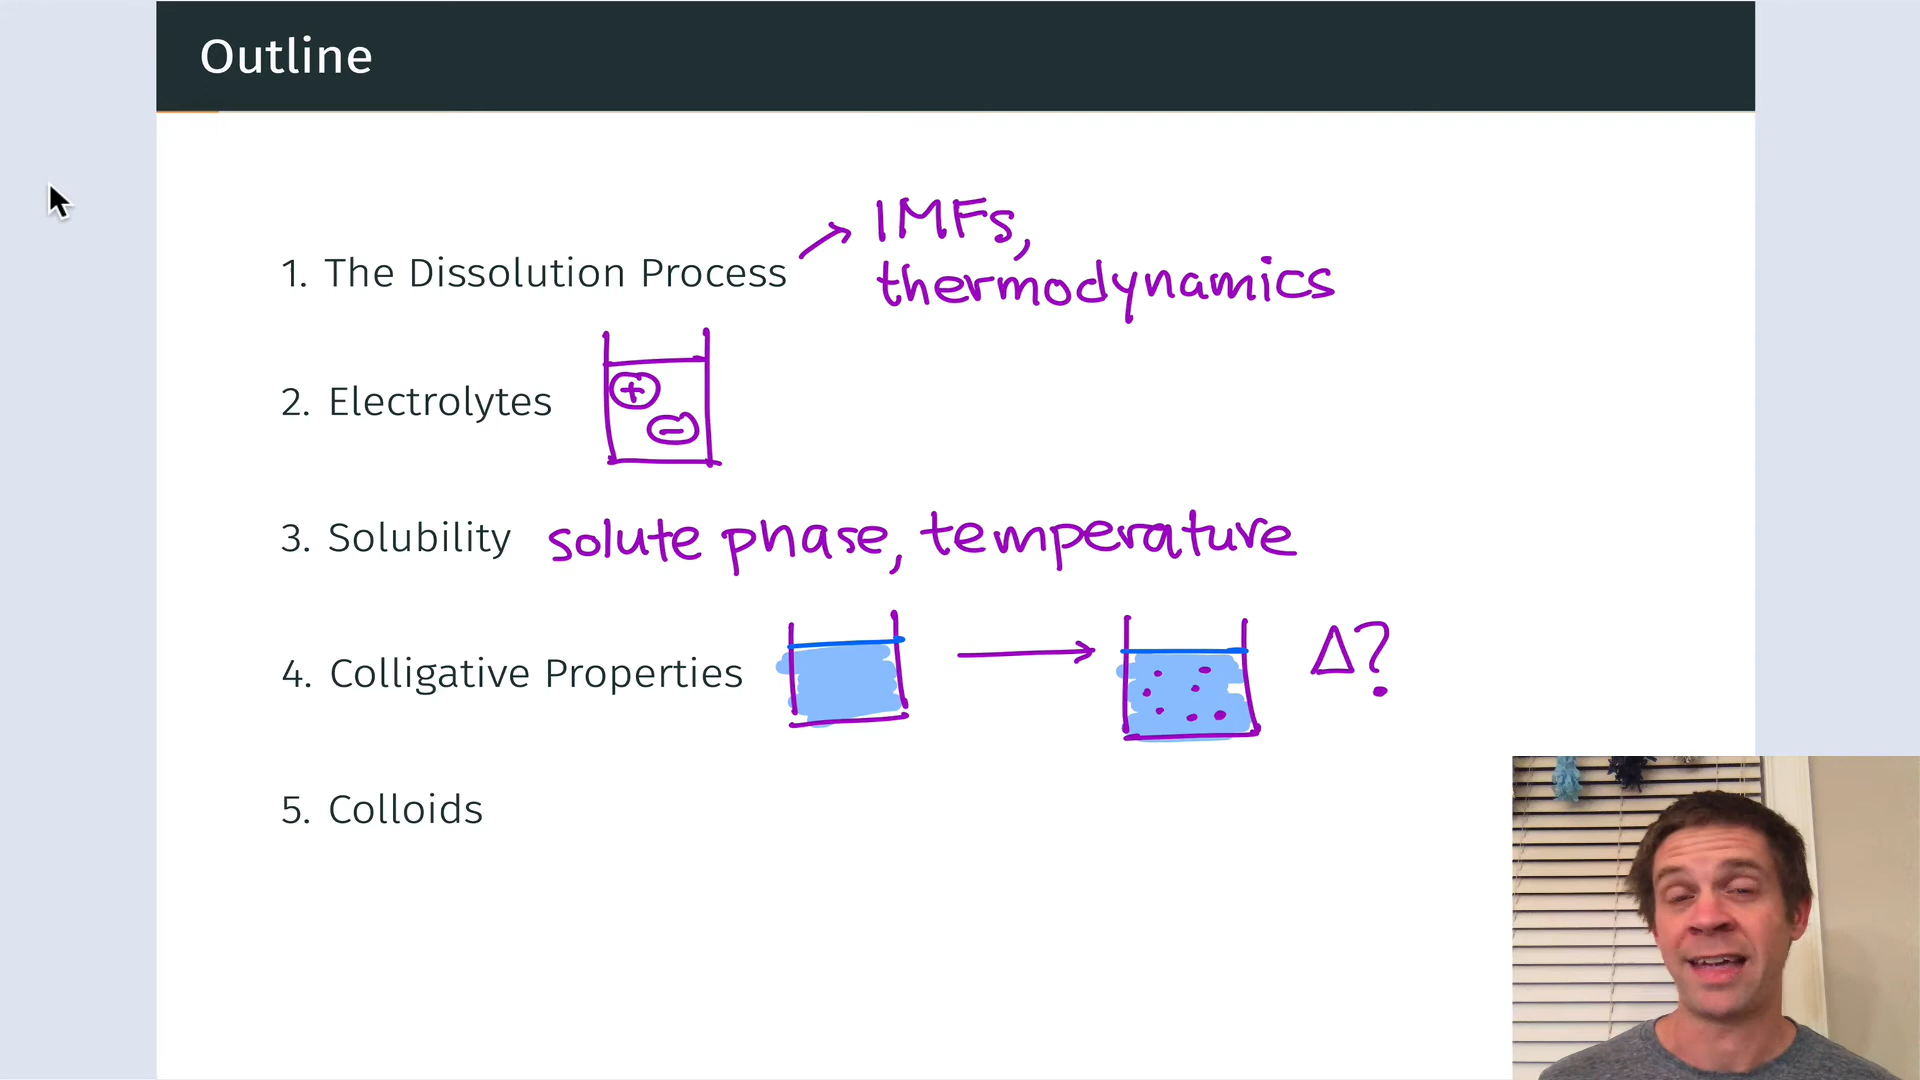 Outline
1. The Dissolution Process → IMFs,
thermodynamics
2. Electrolytes + −
3. Solubility solute phase, temperature
4. Colligative Properties → Δ?
5. Colloids